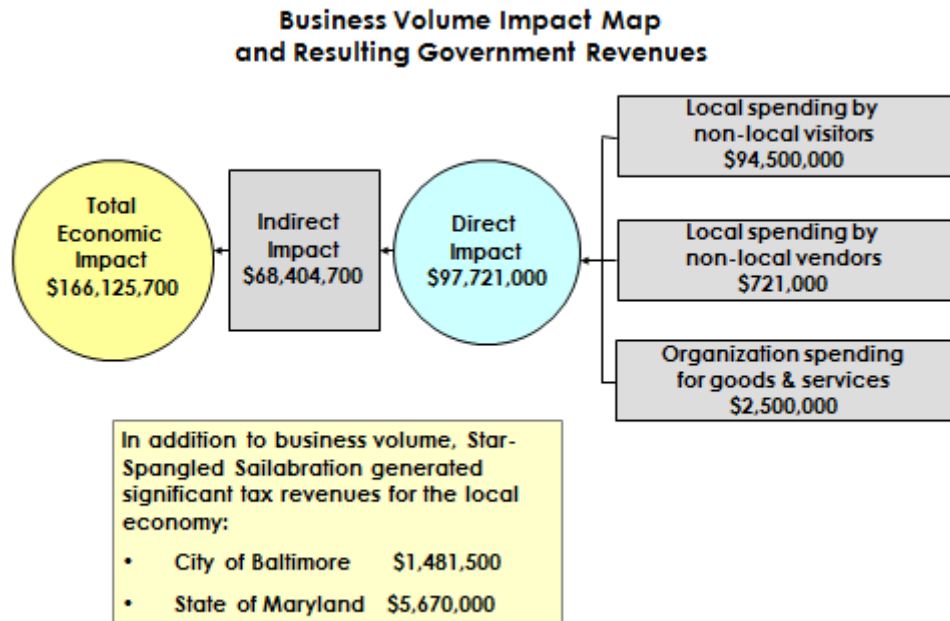 Business Volume Impact Map
and Resulting Government Revenues
Local spending by
non-local visitors
$94,500,000
Total
Economic
Impact
$166,125,700
Indirect
Impact
$68,404,700
Direct
Impact
$97,721,000
Local spending by
non-local vendors
$721,000
Organization spending
for goods & services
$2,500,000
In addition to business volume, Star-
Spangled Sailabration generated
significant tax revenues for the local
economy:
• City of Baltimore $1,481,500
• State of Maryland $5,670,000